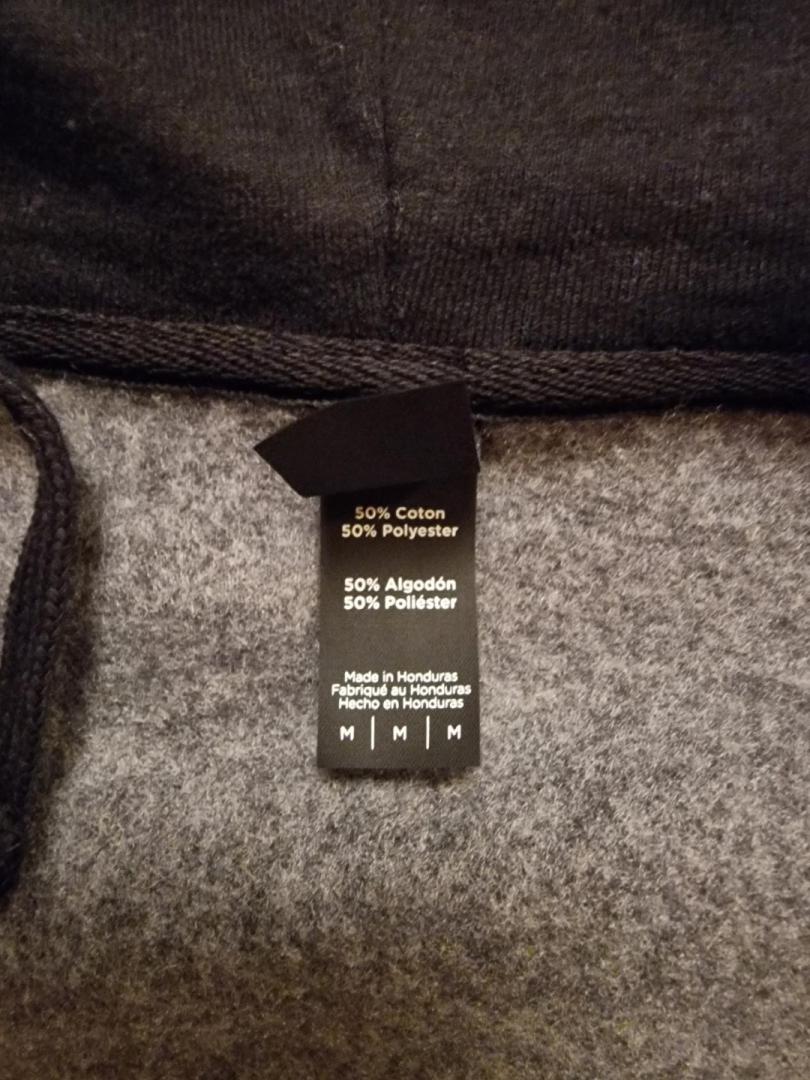 50% Coton
50% Polyester
50% Algodón
50% Poliéster
Made in Honduras
Fabriqué au Honduras
Hecho en Honduras
M | M | M